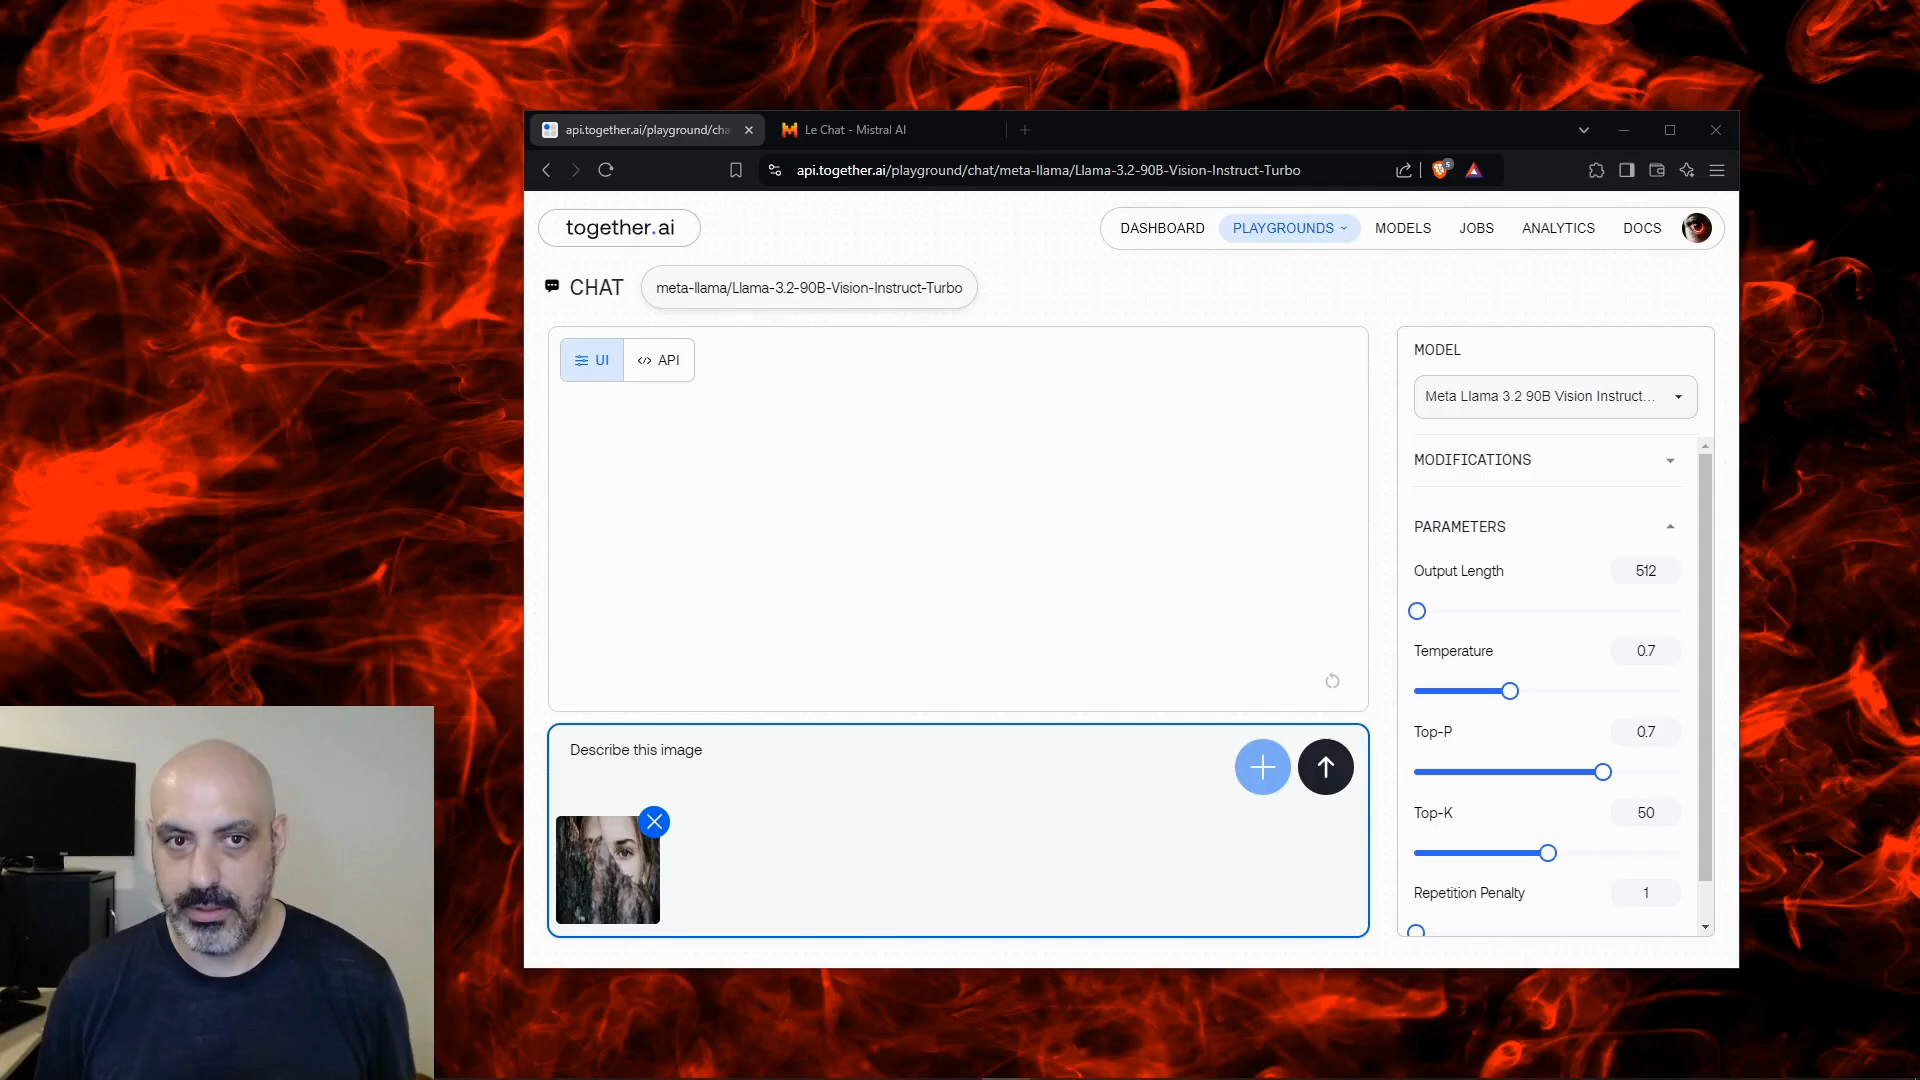 api.together.ai/playground/cha
Le Chat - Mistral AI
api.together.ai/playground/chat/meta-llama/Llama-3.2-90B-Vision-Instruct-Turbo
5
together.ai
DASHBOARD PLAYGROUNDS MODELS JOBS ANALYTICS DOCS
CHAT
meta-llama/Llama-3.2-90B-Vision-Instruct-Turbo
UI
API
Describe this image
MODEL
Meta Llama 3.2 90B Vision Instruct...
MODIFICATIONS
PARAMETERS
Output Length 512
Temperature 0.7
Top-P 0.7
Top-K 50
Repetition Penalty 1